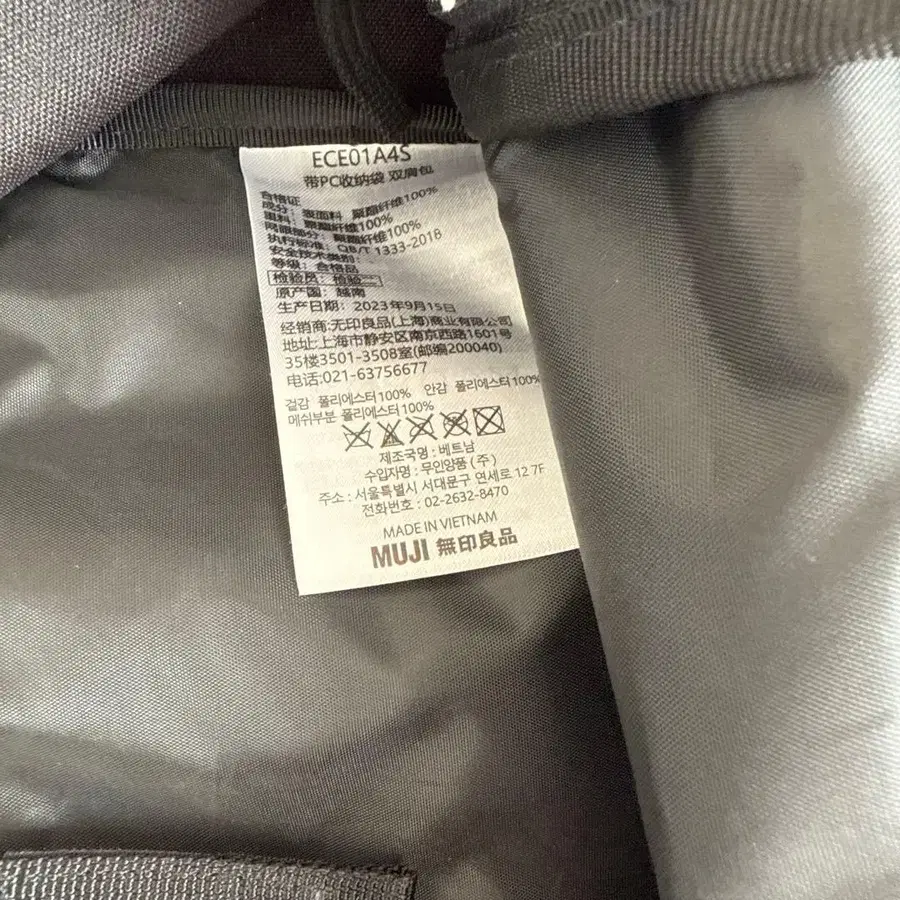 ECE01A4S
带PC收纳袋 双肩包
合格证
成分：表面料 聚酯纤维100%
里料：聚酯纤维100%
网眼部分：聚酯纤维100%
执行标准：QB/T 1333-2018
安全技术类别：
等级：合格品
检验员：检验二
原产国：越南
生产日期：2023年9月15日
经销商:无印良品(上海)商业有限公司
地址:上海市静安区南京西路1601号
35楼3501-3508室(邮编200040)
电话:021-63756677
겉감 폴리에스터100% 안감 폴리에스터100%
메쉬부분 폴리에스터100%
제조국명 : 베트남
수입자명 : 무인양품 (주)
주소 : 서울특별시 서대문구 연세로 12 7F
전화번호 : 02-2632-8470
MADE IN VIETNAM
MUJI 無印良品